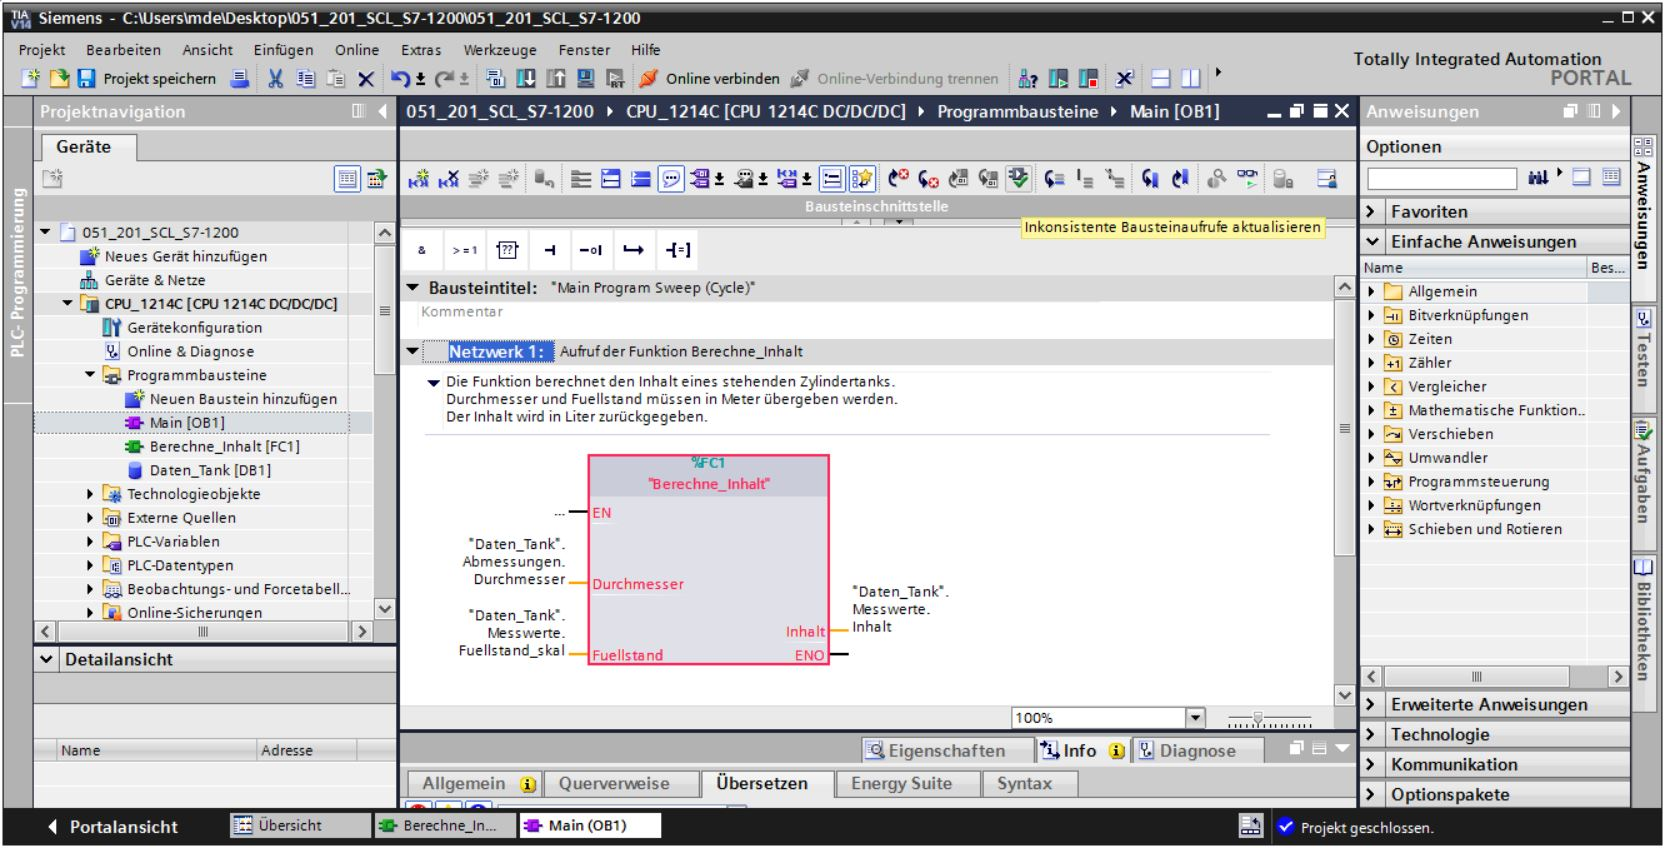 TIA V14 Siemens - C:\Users\mde\Desktop\051_201_SCL_S7-1200\051_201_SCL_S7-1200
Projekt Bearbeiten Ansicht Einfügen Online Extras Werkzeuge Fenster Hilfe
Totally Integrated Automation
PORTAL
Projekt speichern Online verbinden Online-Verbindung trennen
Projektnavigation
051_201_SCL_S7-1200 CPU_1214C [CPU 1214C DC/DC/DC] Programmbausteine Main [OB1]
Anweisungen
Geräte
Optionen
Bausteinschnittstelle
Inkonsistente Bausteinaufrufe aktualisieren
PLC-Programmierung
051_201_SCL_S7-1200
Neues Gerät hinzufügen
Geräte & Netze
CPU_1214C [CPU 1214C DC/DC/DC]
Gerätekonfiguration
Online & Diagnose
Programmbausteine
Neuen Baustein hinzufügen
Main [OB1]
Berechne_Inhalt [FC1]
Daten_Tank [DB1]
Technologieobjekte
Externe Quellen
PLC-Variablen
PLC-Datentypen
Beobachtungs- und Forcetabell...
Online-Sicherungen
Detailansicht
Name Adresse
& >=1 ??
Bausteintitel: "Main Program Sweep (Cycle)"
Kommentar
Netzwerk 1: Aufruf der Funktion Berechne_Inhalt
Die Funktion berechnet den Inhalt eines stehenden Zylindertanks.
Durchmesser und Fuellstand müssen in Meter übergeben werden.
Der Inhalt wird in Liter zurückgegeben.
%FC1
"Berechne_Inhalt"
... EN
"Daten_Tank".
Abmessungen.
Durchmesser Durchmesser
"Daten_Tank".
Messwerte.
Fuellstand_skal Fuellstand
"Daten_Tank".
Messwerte.
Inhalt Inhalt
ENO
100%
Eigenschaften Info Diagnose
Allgemein Querverweise Übersetzen Energy Suite Syntax
Favoriten
Einfache Anweisungen
Name Bes...
Allgemein
Bitverknüpfungen
Zeiten
Zähler
Vergleicher
Mathematische Funktion..
Verschieben
Umwandler
Programmsteuerung
Wortverknüpfungen
Schieben und Rotieren
Erweiterte Anweisungen
Technologie
Kommunikation
Optionspakete
Anweisungen
Testen
Aufgaben
Bibliotheken
Portalansicht Übersicht Berechne_In... Main (OB1) Projekt geschlossen.